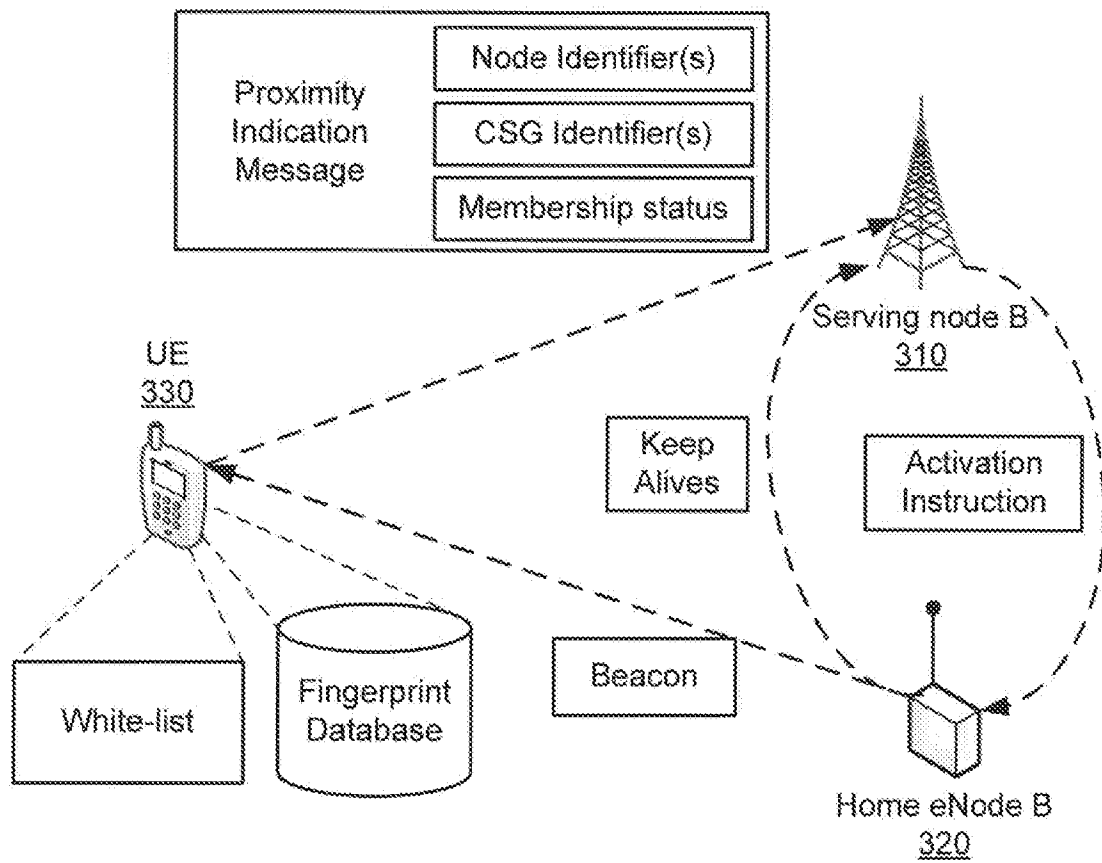 Proximity
Indication
Message
Node Identifier(s)
CSG Identifier(s)
Membership status
Serving node B
310
UE
330
Keep
Alives
Activation
Instruction
White-list
Fingerprint
Database
Beacon
Home eNode B
320